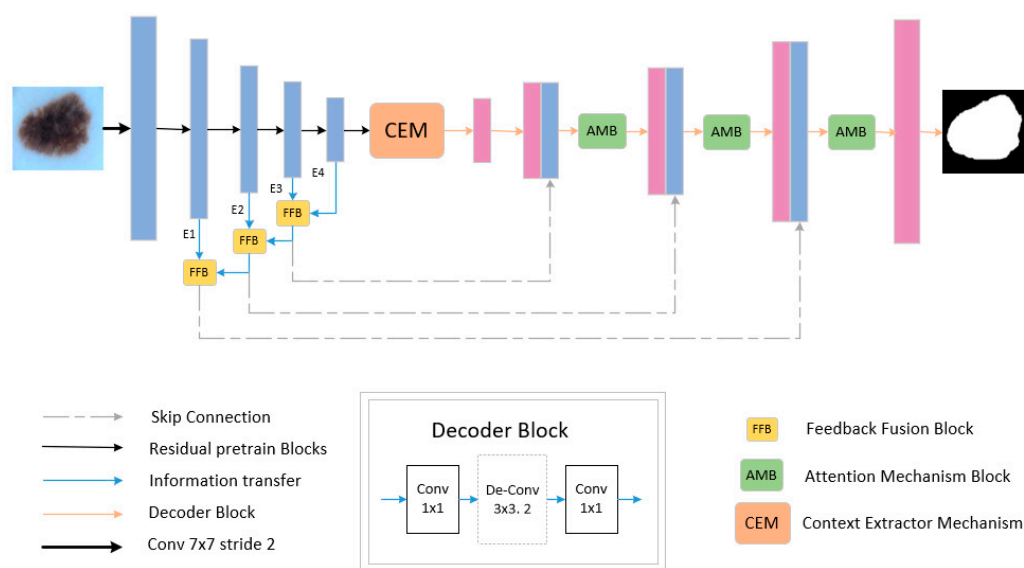 CEM
AMB
AMB
AMB
E4
E3
E2
E1
FFB
FFB
FFB
Skip Connection
Residual pretrain Blocks
Information transfer
Decoder Block
Conv 7x7 stride 2
Decoder Block
Conv
1x1
De-Conv
3x3. 2
Conv
1x1
FFB
Feedback Fusion Block
AMB
Attention Mechanism Block
CEM
Context Extractor Mechanism